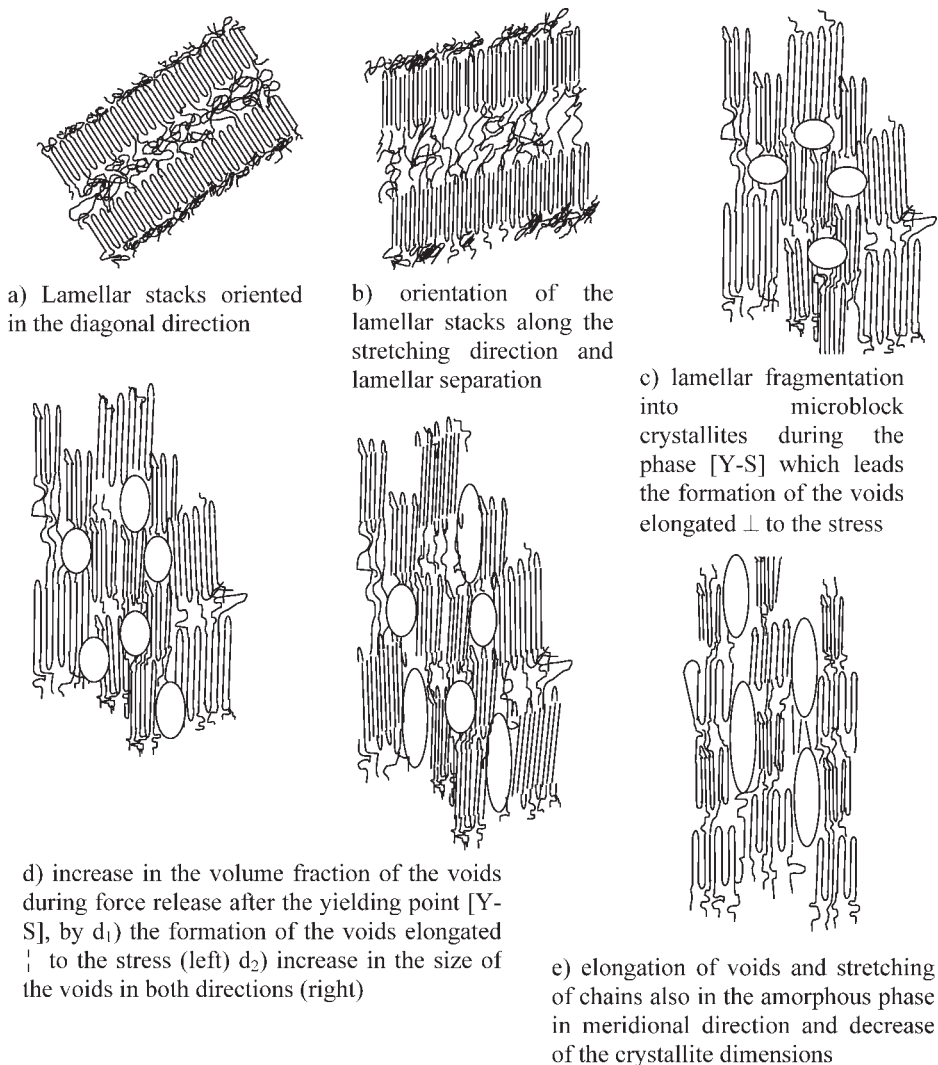 a) Lamellar stacks oriented
in the diagonal direction
b) orientation of the
lamellar stacks along the
stretching direction and
lamellar separation
c) lamellar fragmentation
into microblock
crystallites during the
phase [Y-S] which leads
the formation of the voids
elongated ⊥ to the stress
d) increase in the volume fraction of the voids
during force release after the yielding point [Y-
S], by d₁) the formation of the voids elongated
¦ to the stress (left) d₂) increase in the size of
the voids in both directions (right)
e) elongation of voids and stretching
of chains also in the amorphous phase
in meridional direction and decrease
of the crystallite dimensions